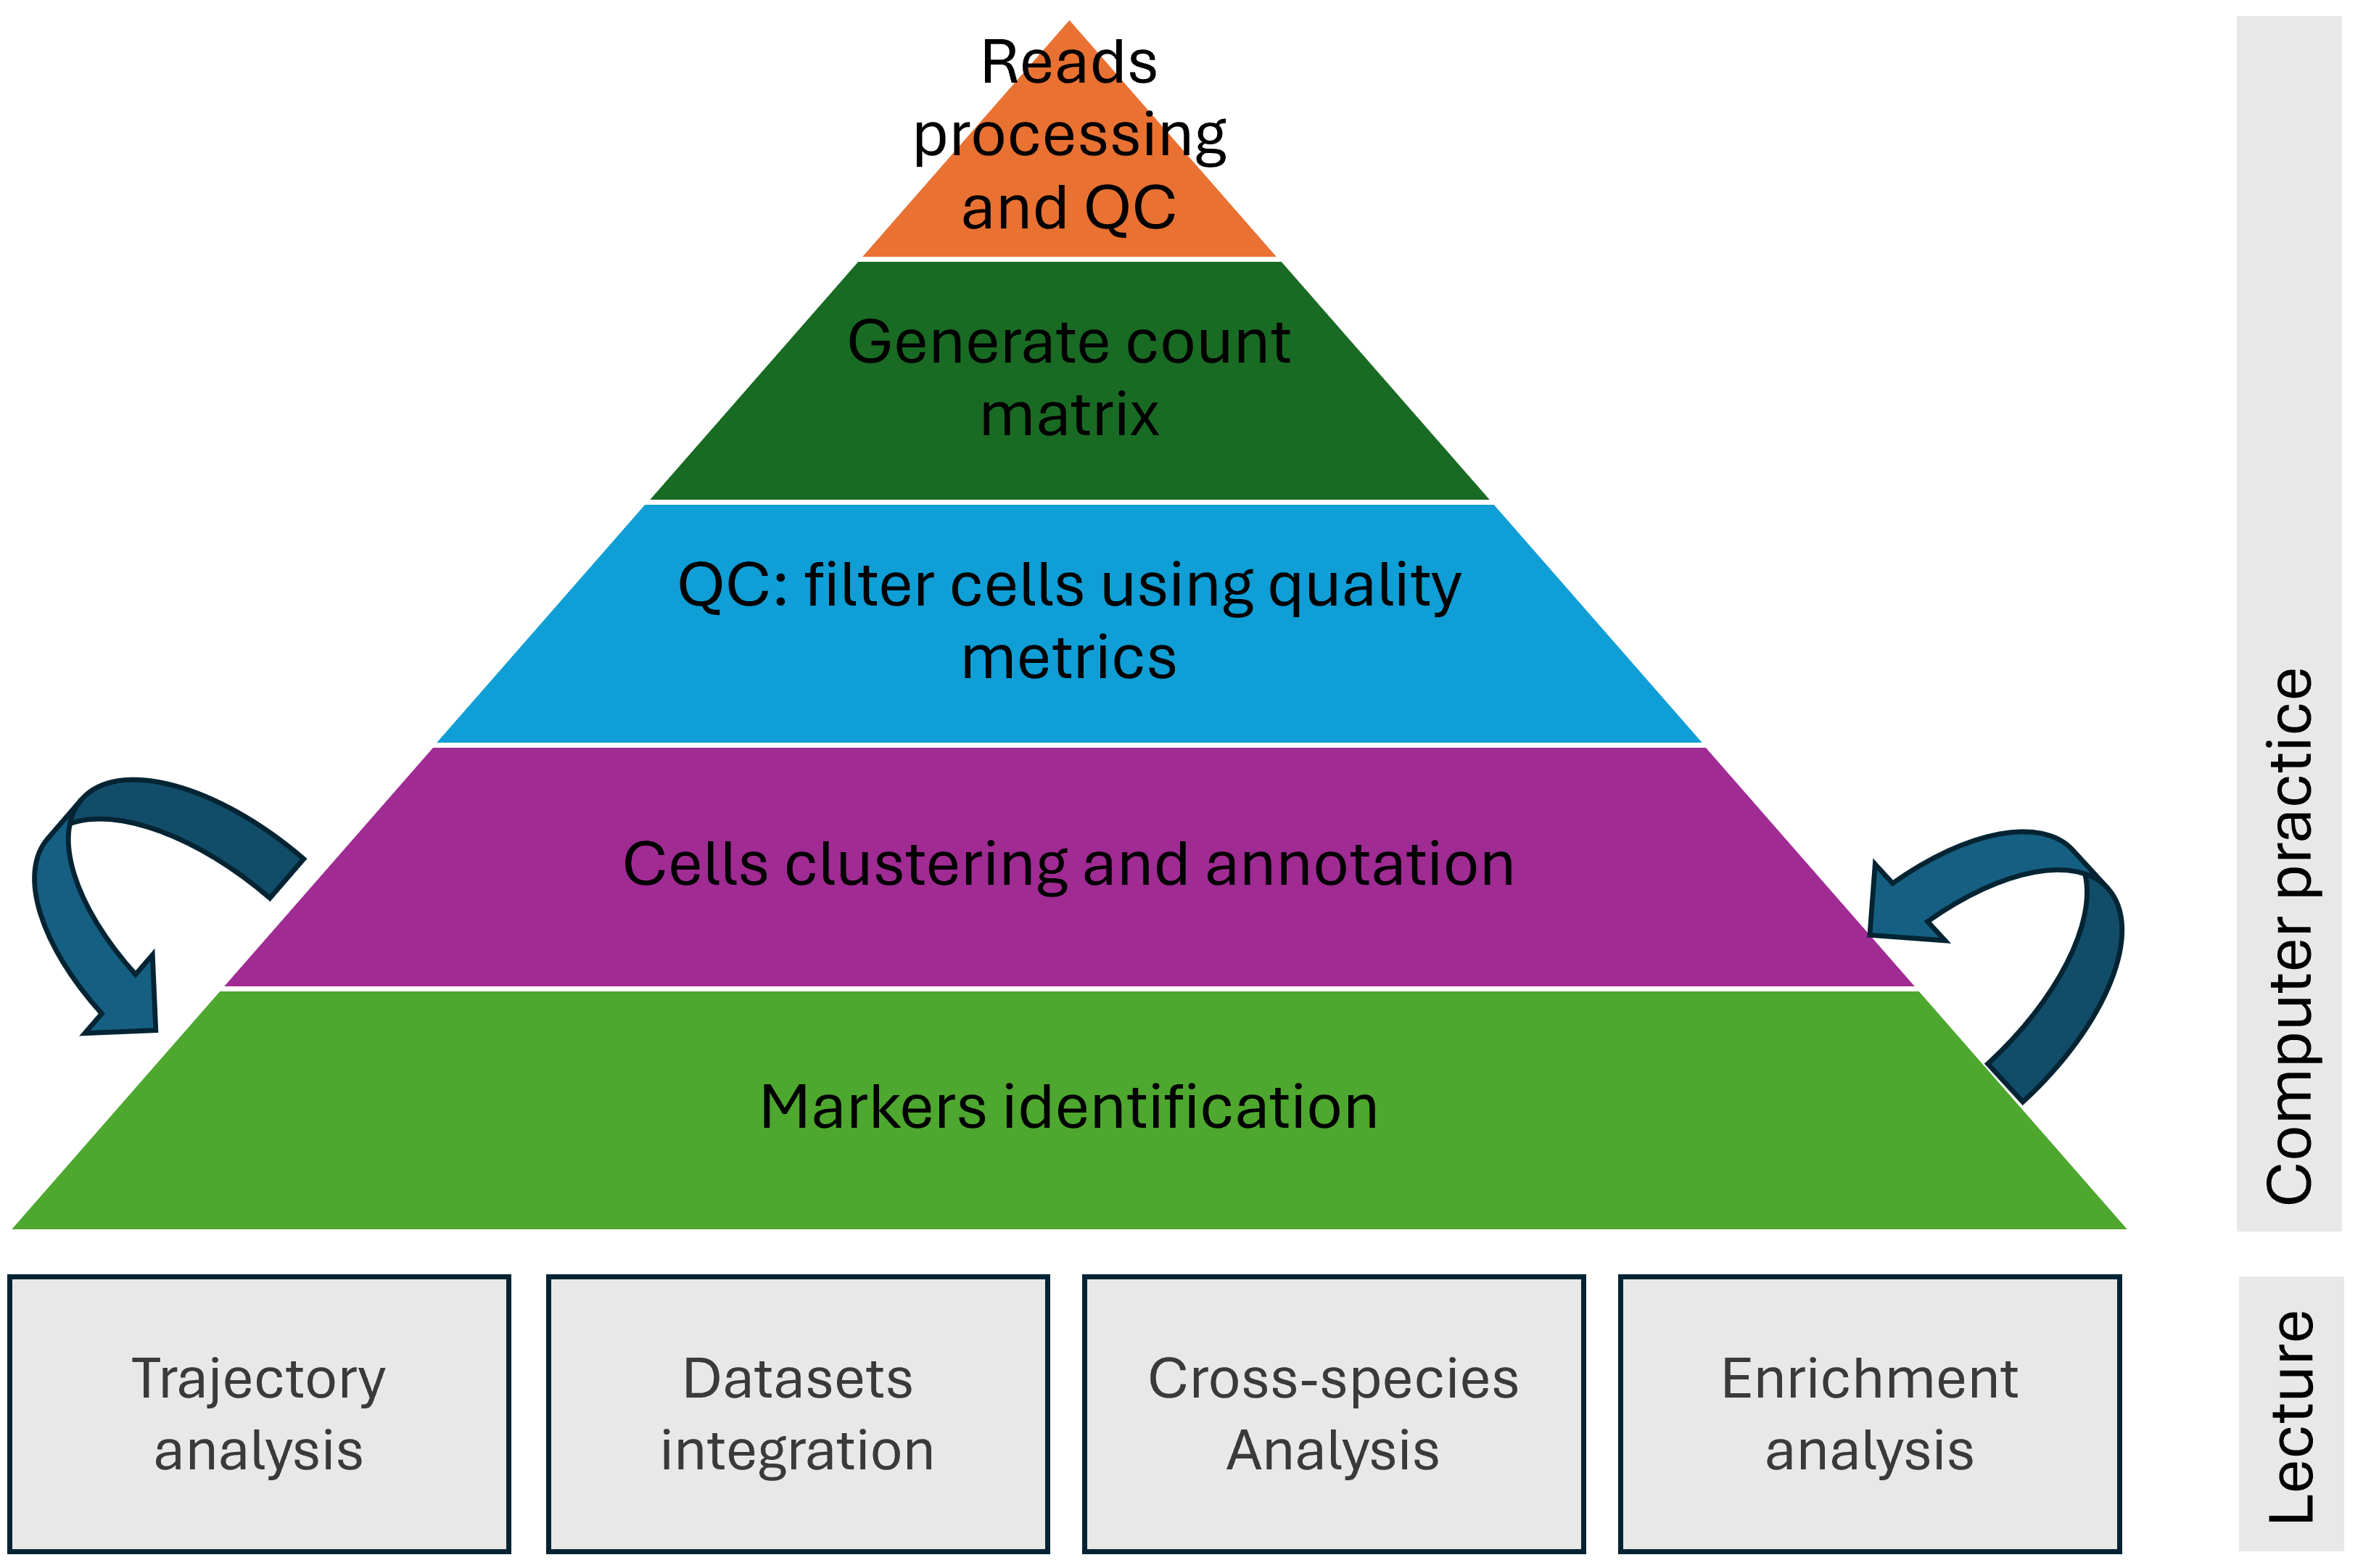 Reads
processing
and QC
Generate count
matrix
QC: filter cells using quality
metrics
Cells clustering and annotation
Markers identification
Computer practice
Trajectory
analysis
Datasets
integration
Cross-species
Analysis
Enrichment
analysis
Lecture